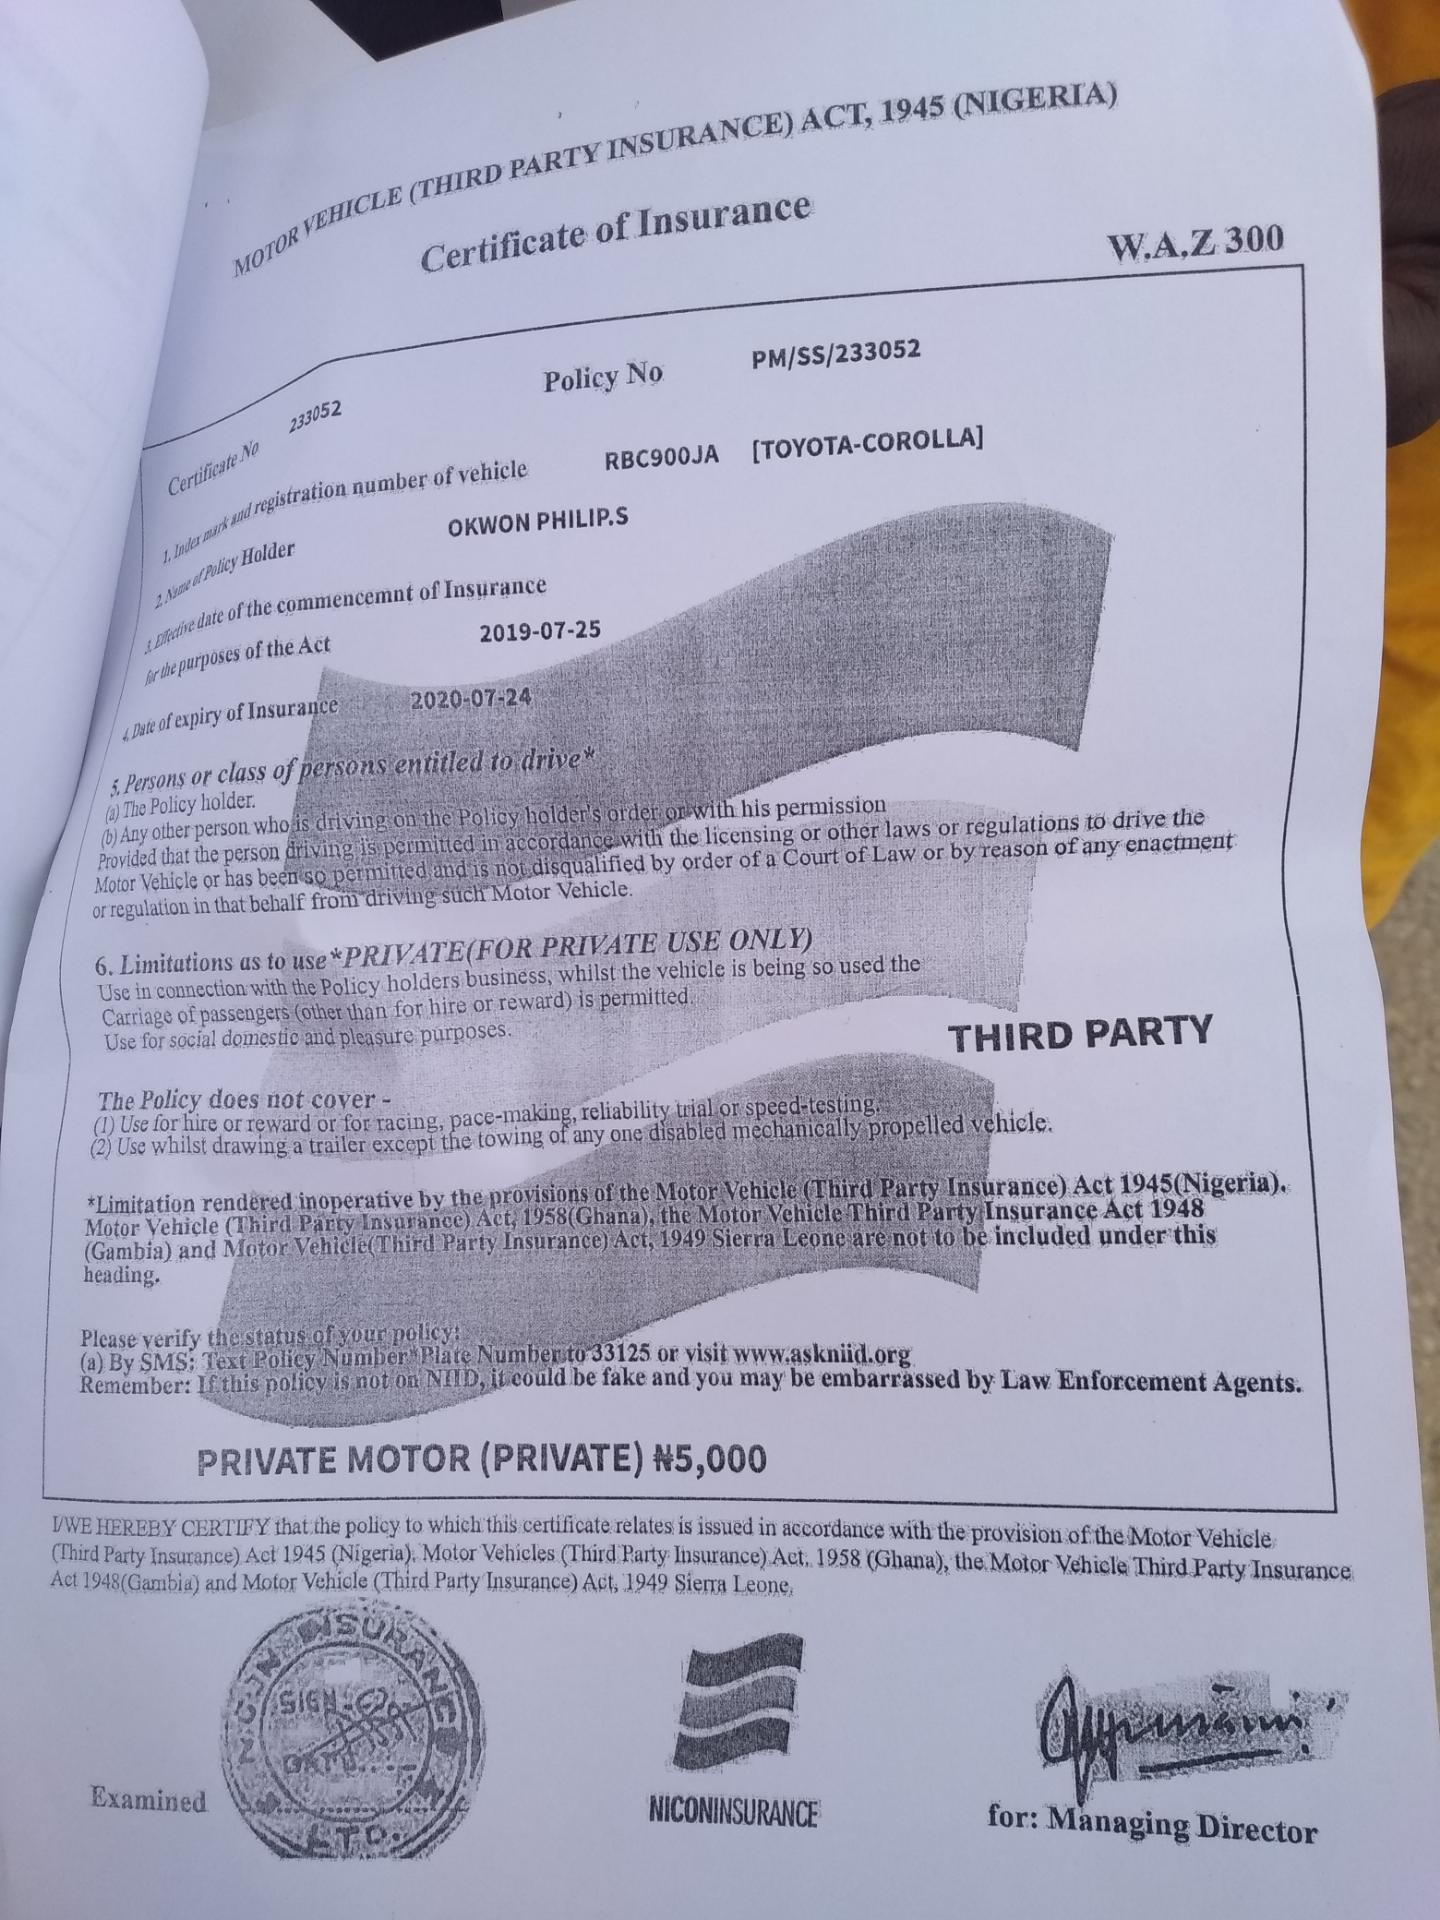 MOTOR VEHICLE (THIRD PARTY INSURANCE) ACT, 1945 (NIGERIA)
Certificate of Insurance
W.A.Z 300
Policy No PM/SS/233052
Certificate No 233052
1. Index mark and registration number of vehicle RBC900JA [TOYOTA-COROLLA]
2. Name of Policy Holder OKWON PHILIP.S
3. Effective date of the commencemnt of Insurance
for the purposes of the Act 2019-07-25
4. Date of expiry of Insurance 2020-07-24
5. Persons or class of persons entitled to drive*
(a) The Policy holder.
(b) Any other person who is driving on the Policy holder's order or with his permission
Provided that the person driving is permitted in accordance with the licensing or other laws or regulations to drive the
Motor Vehicle or has been so permitted and is not disqualified by order of a Court of Law or by reason of any enactment
or regulation in that behalf from driving such Motor Vehicle.
6. Limitations as to use*PRIVATE(FOR PRIVATE USE ONLY)
Use in connection with the Policy holders business, whilst the vehicle is being so used the
Carriage of passengers (other than for hire or reward) is permitted.
Use for social domestic and pleasure purposes.
THIRD PARTY
The Policy does not cover -
(1) Use for hire or reward or for racing, pace-making, reliability trial or speed-testing.
(2) Use whilst drawing a trailer except the towing of any one disabled mechanically propelled vehicle.
*Limitation rendered inoperative by the provisions of the Motor Vehicle (Third Party Insurance) Act 1945(Nigeria).
Motor Vehicle (Third Party Insurance) Act, 1958(Ghana), the Motor Vehicle Third Party Insurance Act 1948
(Gambia) and Motor Vehicle(Third Party Insurance) Act, 1949 Sierra Leone are not to be included under this
heading.
Please verify the status of your policy:
(a) By SMS: Text Policy Number*Plate Number to 33125 or visit www.askniid.org
Remember: If this policy is not on NIID, it could be fake and you may be embarrassed by Law Enforcement Agents.
PRIVATE MOTOR (PRIVATE) ₦5,000
I/WE HEREBY CERTIFY that the policy to which this certificate relates is issued in accordance with the provision of the Motor Vehicle
(Third Party Insurance) Act 1945 (Nigeria). Motor Vehicles (Third Party Insurance) Act, 1958 (Ghana), the Motor Vehicle Third Party Insurance
Act 1948(Gambia) and Motor Vehicle (Third Party Insurance) Act, 1949 Sierra Leone,
INSURANCE
SIGN
LTD.
Examined
NICONINSURANCE
for: Managing Director